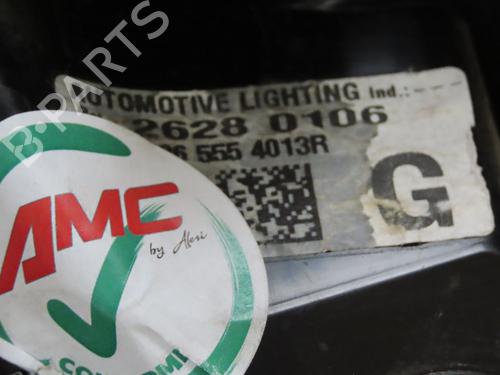 B-PARTS
AUTOMOTIVE LIGHTING Ind.:---
2628 0106
555 4013R
G
AMC
by Alesi